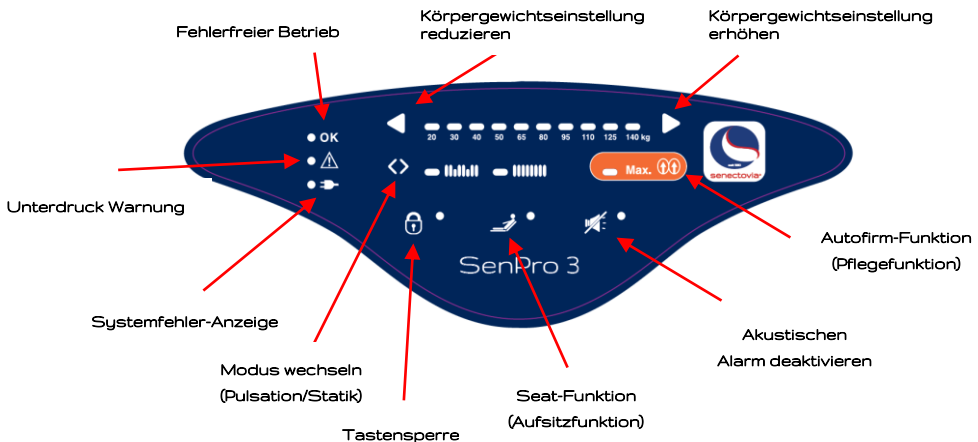 Körpergewichtseinstellung
reduzieren
Körpergewichtseinstellung
erhöhen
Fehlerfreier Betrieb
OK
20 30 40 50 65 80 95 110 125 140 kg
Max.
senectovia
Unterdruck Warnung
SenPro 3
Autofirm-Funktion
(Pflegefunktion)
Systemfehler-Anzeige
Akustischen
Alarm deaktivieren
Modus wechseln
(Pulsation/Statik)
Seat-Funktion
(Aufsitzfunktion)
Tastensperre